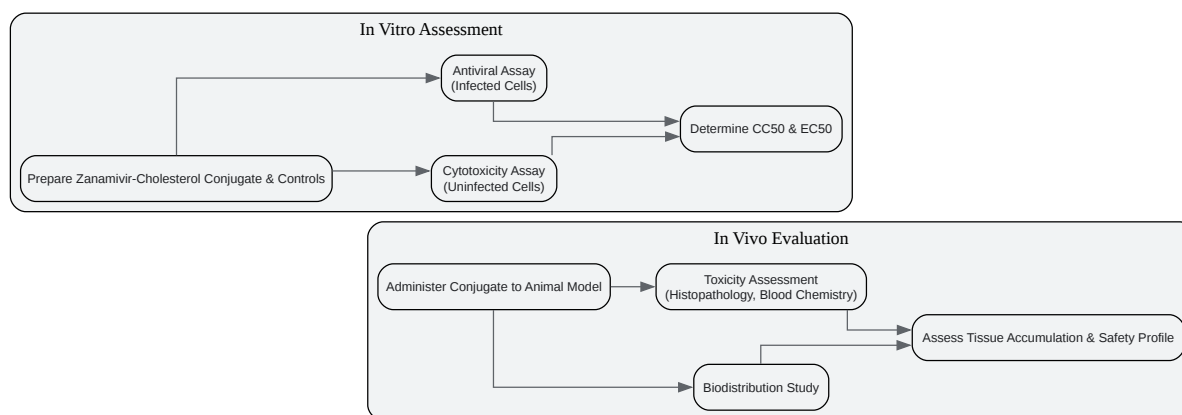 In Vitro Assessment
Antiviral Assay
(Infected Cells)
Determine CC50 & EC50
Prepare Zanamivir-Cholesterol Conjugate & Controls
Cytotoxicity Assay
(Uninfected Cells)
In Vivo Evaluation
Administer Conjugate to Animal Model
Toxicity Assessment
(Histopathology, Blood Chemistry)
Assess Tissue Accumulation & Safety Profile
Biodistribution Study